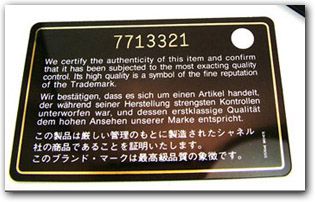 7713321
We certify the authenticity of this item and confirm
that it has been subjected to the most exacting quality
control. Its high quality is a symbol of the fine reputation
of the Trademark.
Wir bestätigen, dass es sich um einen Artikel handelt,
der während seiner Herstellung strengsten Kontrollen
unterworfen war, und dessen erstklassige Qualität
dem hohen Ansehen unserer Marke entspricht.
この製品は厳しい管理のもとに製造されたシャネル
社の商品であることを証明いたします。
このブランド・マークは最高級品質の象徴です。